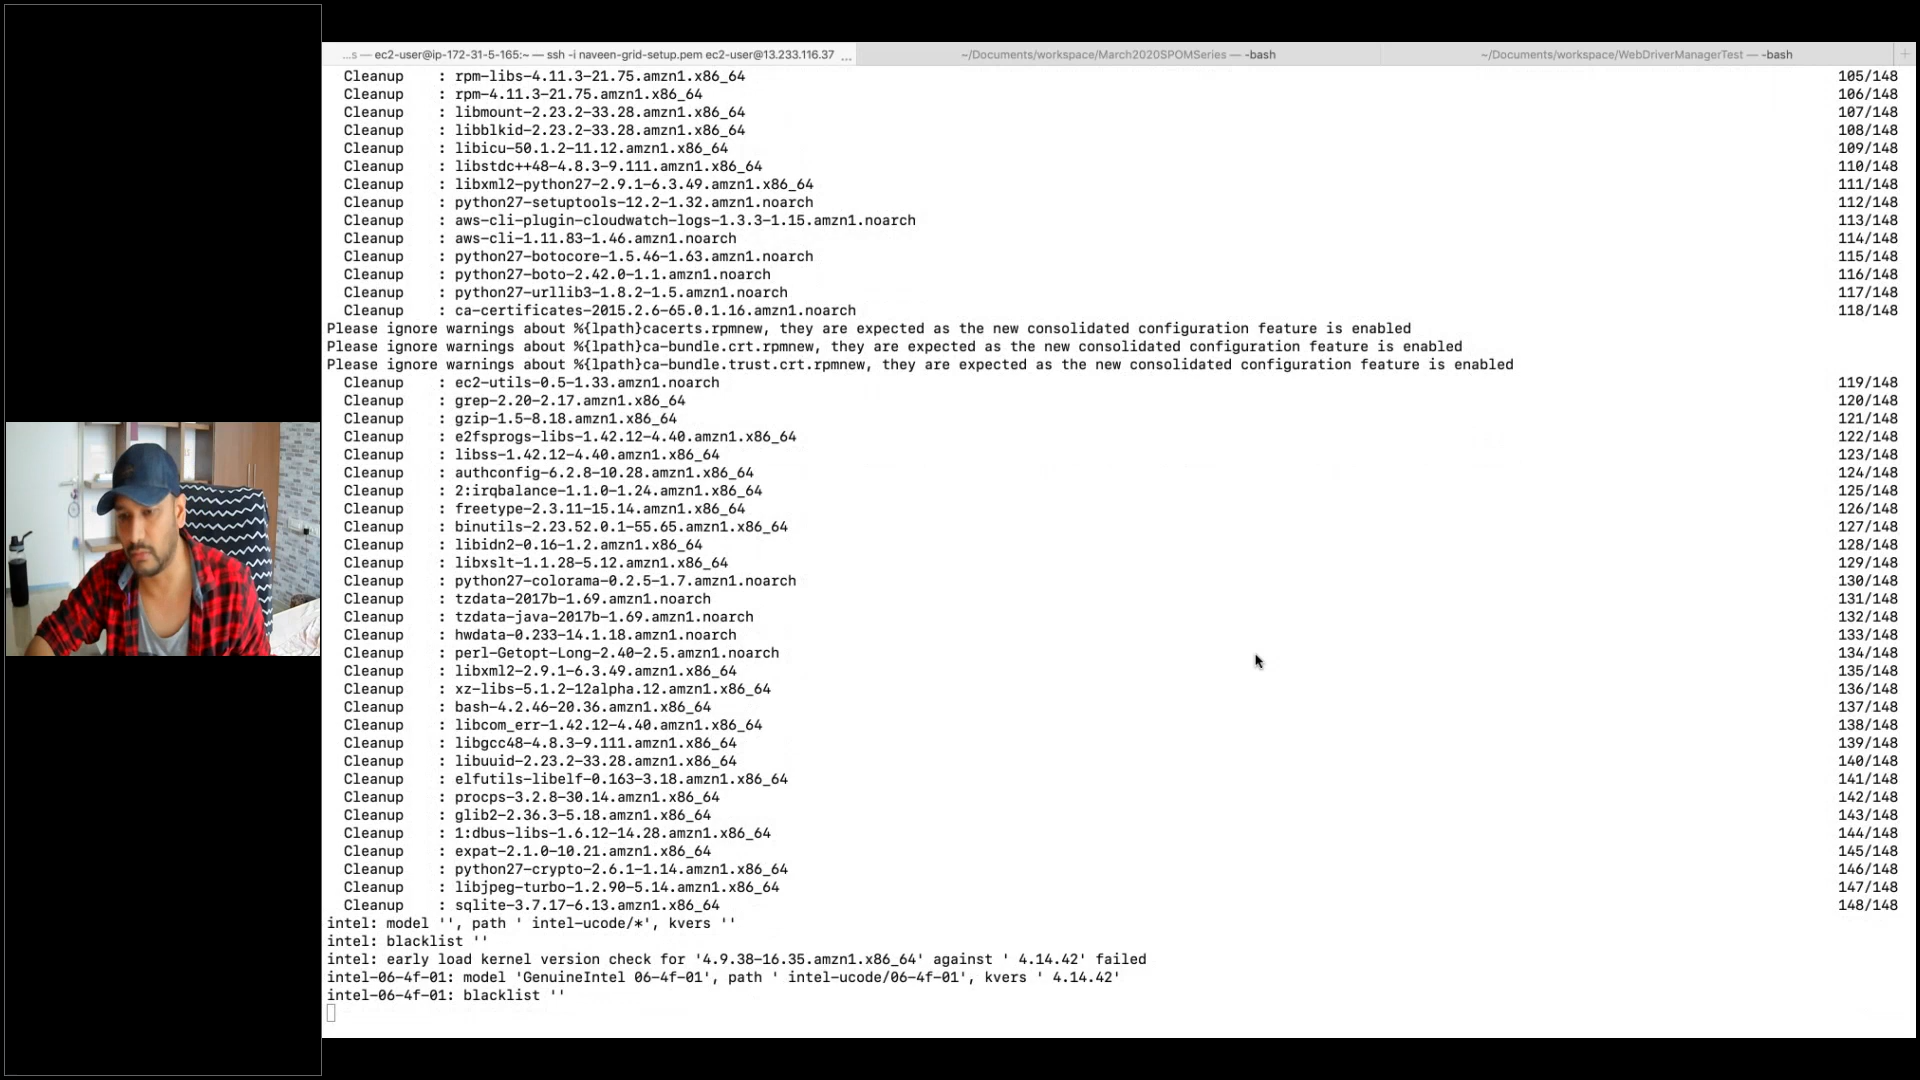 ...s — ec2-user@ip-172-31-5-165:~ — ssh -i naveen-grid-setup.pem ec2-user@13.233.116.37 ...
~/Documents/workspace/March2020SPOMSeries — -bash
~/Documents/workspace/WebDriverManagerTest — -bash
+
Cleanup : rpm-libs-4.11.3-21.75.amzn1.x86_64 105/148
Cleanup : rpm-4.11.3-21.75.amzn1.x86_64 106/148
Cleanup : libmount-2.23.2-33.28.amzn1.x86_64 107/148
Cleanup : libblkid-2.23.2-33.28.amzn1.x86_64 108/148
Cleanup : libicu-50.1.2-11.12.amzn1.x86_64 109/148
Cleanup : libstdc++48-4.8.3-9.111.amzn1.x86_64 110/148
Cleanup : libxml2-python27-2.9.1-6.3.49.amzn1.x86_64 111/148
Cleanup : python27-setuptools-12.2-1.32.amzn1.noarch 112/148
Cleanup : aws-cli-plugin-cloudwatch-logs-1.3.3-1.15.amzn1.noarch 113/148
Cleanup : aws-cli-1.11.83-1.46.amzn1.noarch 114/148
Cleanup : python27-botocore-1.5.46-1.63.amzn1.noarch 115/148
Cleanup : python27-boto-2.42.0-1.1.amzn1.noarch 116/148
Cleanup : python27-urllib3-1.8.2-1.5.amzn1.noarch 117/148
Cleanup : ca-certificates-2015.2.6-65.0.1.16.amzn1.noarch 118/148
Please ignore warnings about %{lpath}cacerts.rpmnew, they are expected as the new consolidated configuration feature is enabled
Please ignore warnings about %{lpath}ca-bundle.crt.rpmnew, they are expected as the new consolidated configuration feature is enabled
Please ignore warnings about %{lpath}ca-bundle.trust.crt.rpmnew, they are expected as the new consolidated configuration feature is enabled
Cleanup : ec2-utils-0.5-1.33.amzn1.noarch 119/148
Cleanup : grep-2.20-2.17.amzn1.x86_64 120/148
Cleanup : gzip-1.5-8.18.amzn1.x86_64 121/148
Cleanup : e2fsprogs-libs-1.42.12-4.40.amzn1.x86_64 122/148
Cleanup : libss-1.42.12-4.40.amzn1.x86_64 123/148
Cleanup : authconfig-6.2.8-10.28.amzn1.x86_64 124/148
Cleanup : 2:irqbalance-1.1.0-1.24.amzn1.x86_64 125/148
Cleanup : freetype-2.3.11-15.14.amzn1.x86_64 126/148
Cleanup : binutils-2.23.52.0.1-55.65.amzn1.x86_64 127/148
Cleanup : libidn2-0.16-1.2.amzn1.x86_64 128/148
Cleanup : libxslt-1.1.28-5.12.amzn1.x86_64 129/148
Cleanup : python27-colorama-0.2.5-1.7.amzn1.noarch 130/148
Cleanup : tzdata-2017b-1.69.amzn1.noarch 131/148
Cleanup : tzdata-java-2017b-1.69.amzn1.noarch 132/148
Cleanup : hwdata-0.233-14.1.18.amzn1.noarch 133/148
Cleanup : perl-Getopt-Long-2.40-2.5.amzn1.noarch 134/148
Cleanup : libxml2-2.9.1-6.3.49.amzn1.x86_64 135/148
Cleanup : xz-libs-5.1.2-12alpha.12.amzn1.x86_64 136/148
Cleanup : bash-4.2.46-20.36.amzn1.x86_64 137/148
Cleanup : libcom_err-1.42.12-4.40.amzn1.x86_64 138/148
Cleanup : libgcc48-4.8.3-9.111.amzn1.x86_64 139/148
Cleanup : libuuid-2.23.2-33.28.amzn1.x86_64 140/148
Cleanup : elfutils-libelf-0.163-3.18.amzn1.x86_64 141/148
Cleanup : procps-3.2.8-30.14.amzn1.x86_64 142/148
Cleanup : glib2-2.36.3-5.18.amzn1.x86_64 143/148
Cleanup : 1:dbus-libs-1.6.12-14.28.amzn1.x86_64 144/148
Cleanup : expat-2.1.0-10.21.amzn1.x86_64 145/148
Cleanup : python27-crypto-2.6.1-1.14.amzn1.x86_64 146/148
Cleanup : libjpeg-turbo-1.2.90-5.14.amzn1.x86_64 147/148
Cleanup : sqlite-3.7.17-6.13.amzn1.x86_64 148/148
intel: model '', path ' intel-ucode/*', kvers ''
intel: blacklist ''
intel: early load kernel version check for '4.9.38-16.35.amzn1.x86_64' against ' 4.14.42' failed
intel-06-4f-01: model 'GenuineIntel 06-4f-01', path ' intel-ucode/06-4f-01', kvers ' 4.14.42'
intel-06-4f-01: blacklist ''